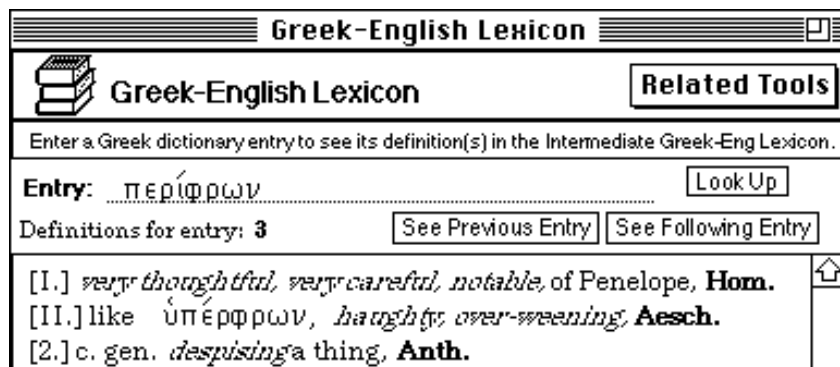 Greek-English Lexicon
Greek-English Lexicon
Related Tools
Enter a Greek dictionary entry to see its definition(s) in the Intermediate Greek-Eng Lexicon.
Entry: περίφρων
Look Up
Definitions for entry: 3
See Previous Entry
See Following Entry
[I.] very thoughtful, very careful, notable, of Penelope, Hom.
[II.] like ὑπέρφρων, haughty, over-weening, Aesch.
[2.] c. gen. despising a thing, Anth.